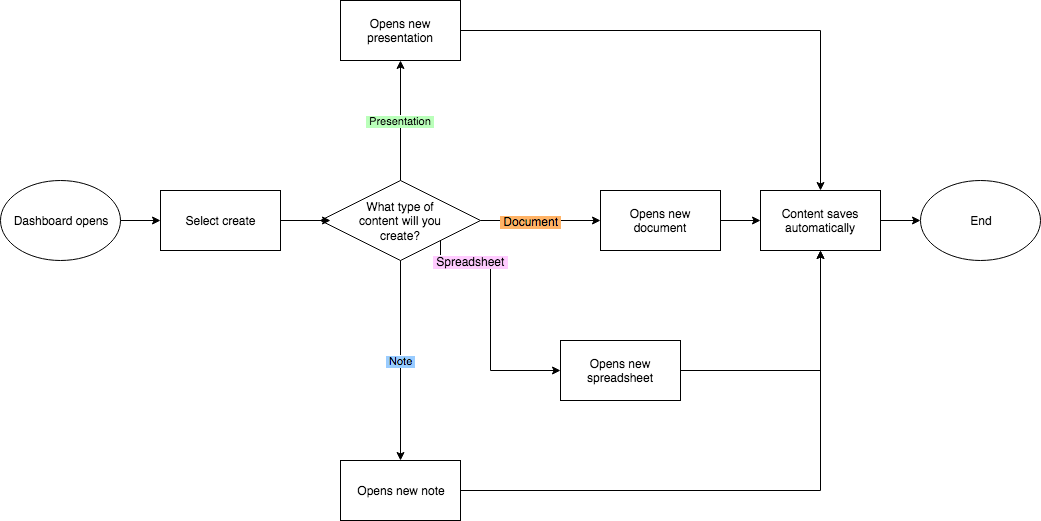 Opens new
presentation
Presentation
Dashboard opens
Select create
What type of
content will you
create?
Document
Opens new
document
Content saves
automatically
End
Spreadsheet
Note
Opens new
spreadsheet
Opens new note